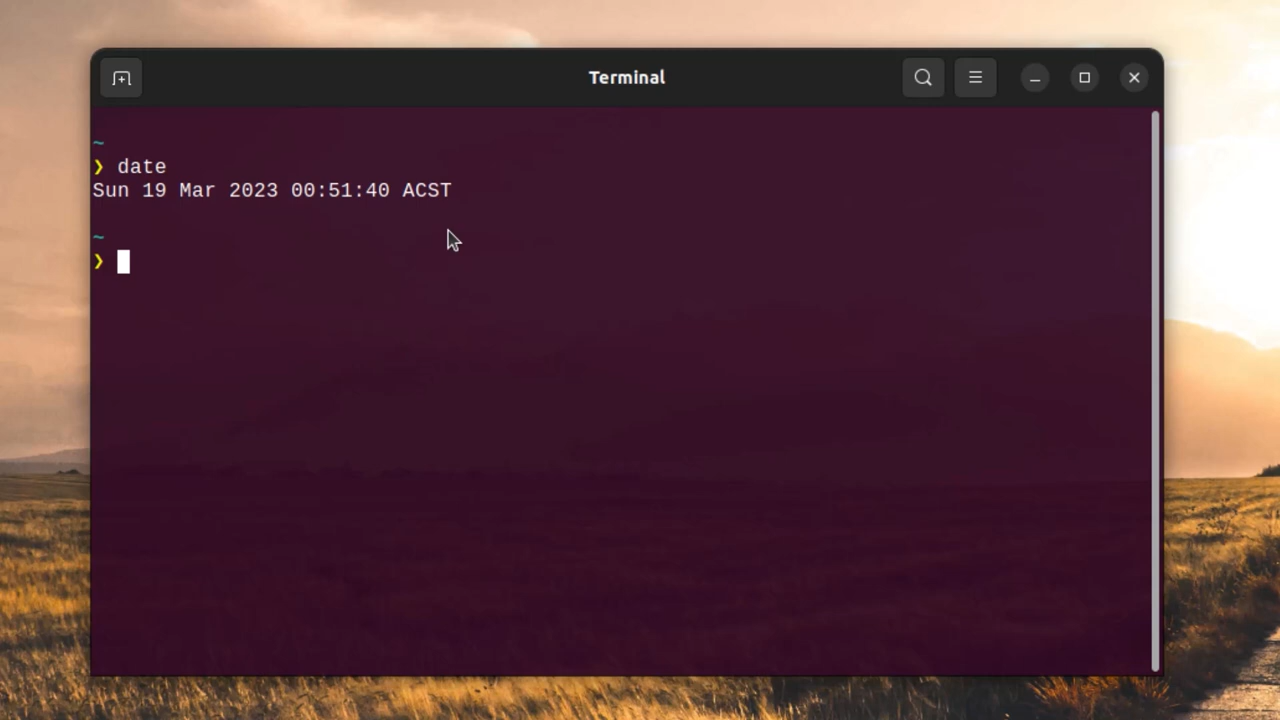 Terminal
~
❯ date
Sun 19 Mar 2023 00:51:40 ACST
~
❯